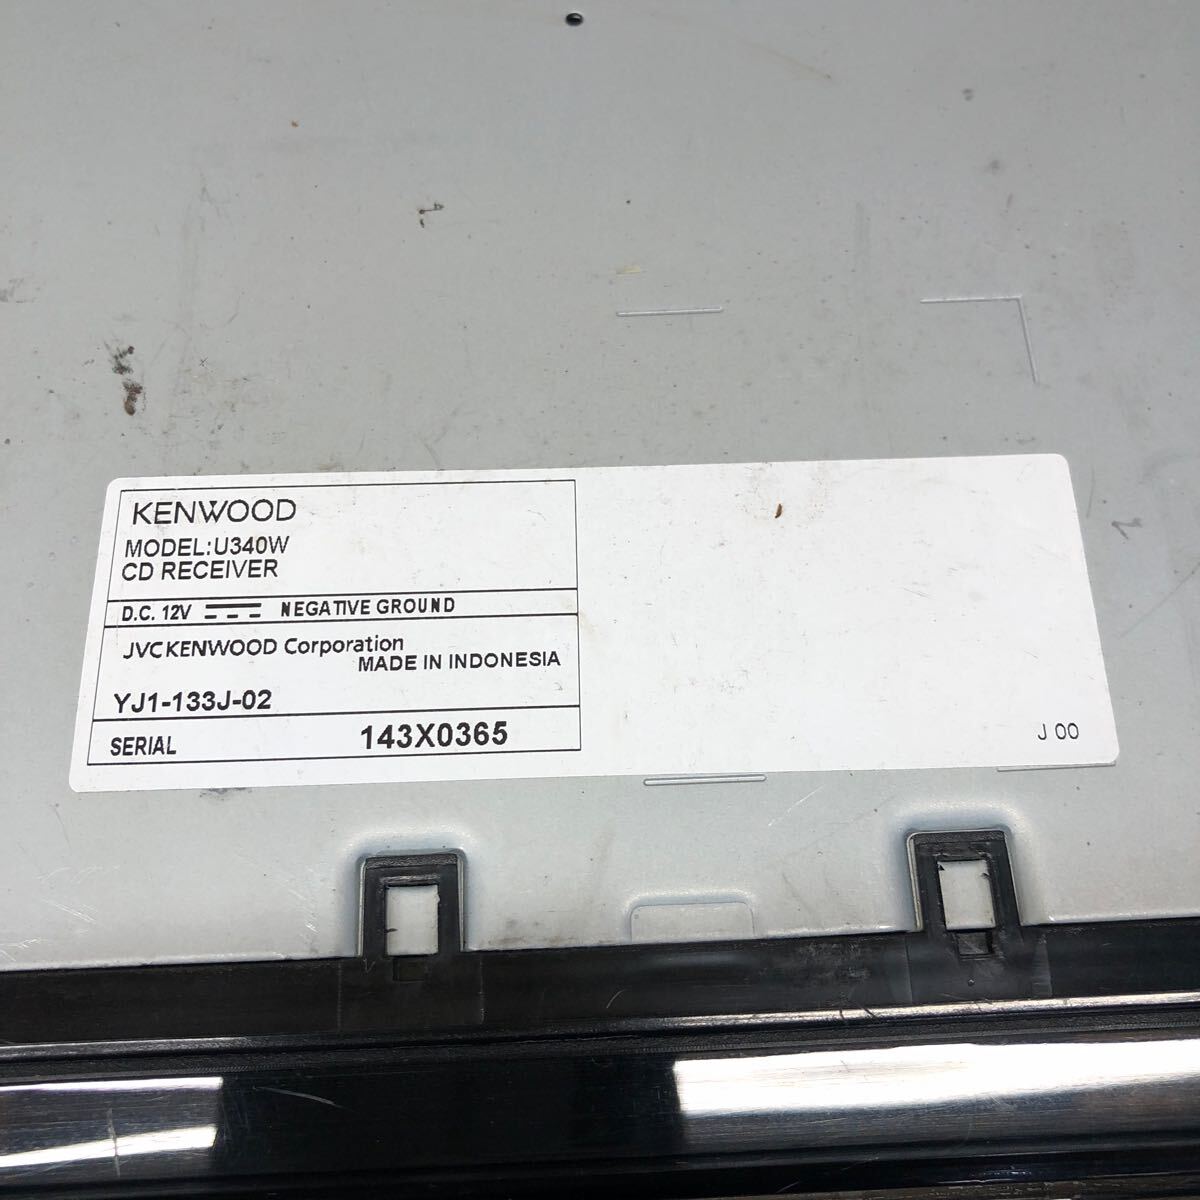 KENWOOD
MODEL:U340W
CD RECEIVER
D.C. 12V NEGATIVE GROUND
JVCKENWOOD Corporation
MADE IN INDONESIA
YJ1-133J-02
SERIAL 143X0365
J 00